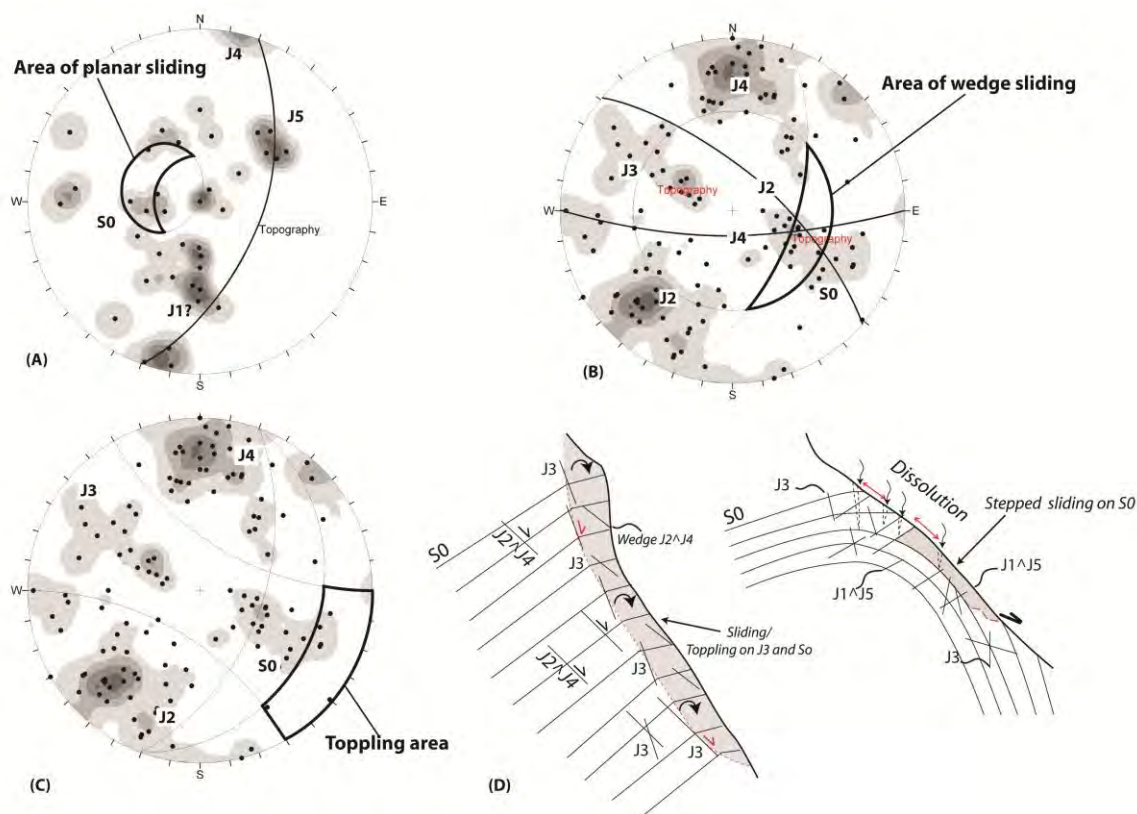 N
J4
Area of planar sliding
J5
W
E
S0
Topography
J1?
(A)
S
N
J4
Area of wedge sliding
J3
Topography
J2
W
E
J4
Topography
J2
S0
(B)
S
N
J4
J3
W
E
S0
J2
Toppling area
(C)
S
J3
S0
J2^J4
Wedge J2^J4
J3
Sliding/
Toppling on J3 and So
J3
J2^J4
J3
J3
(D)
J3
Dissolution
Stepped sliding on S0
S0
J1^J5
J1^J5
J3